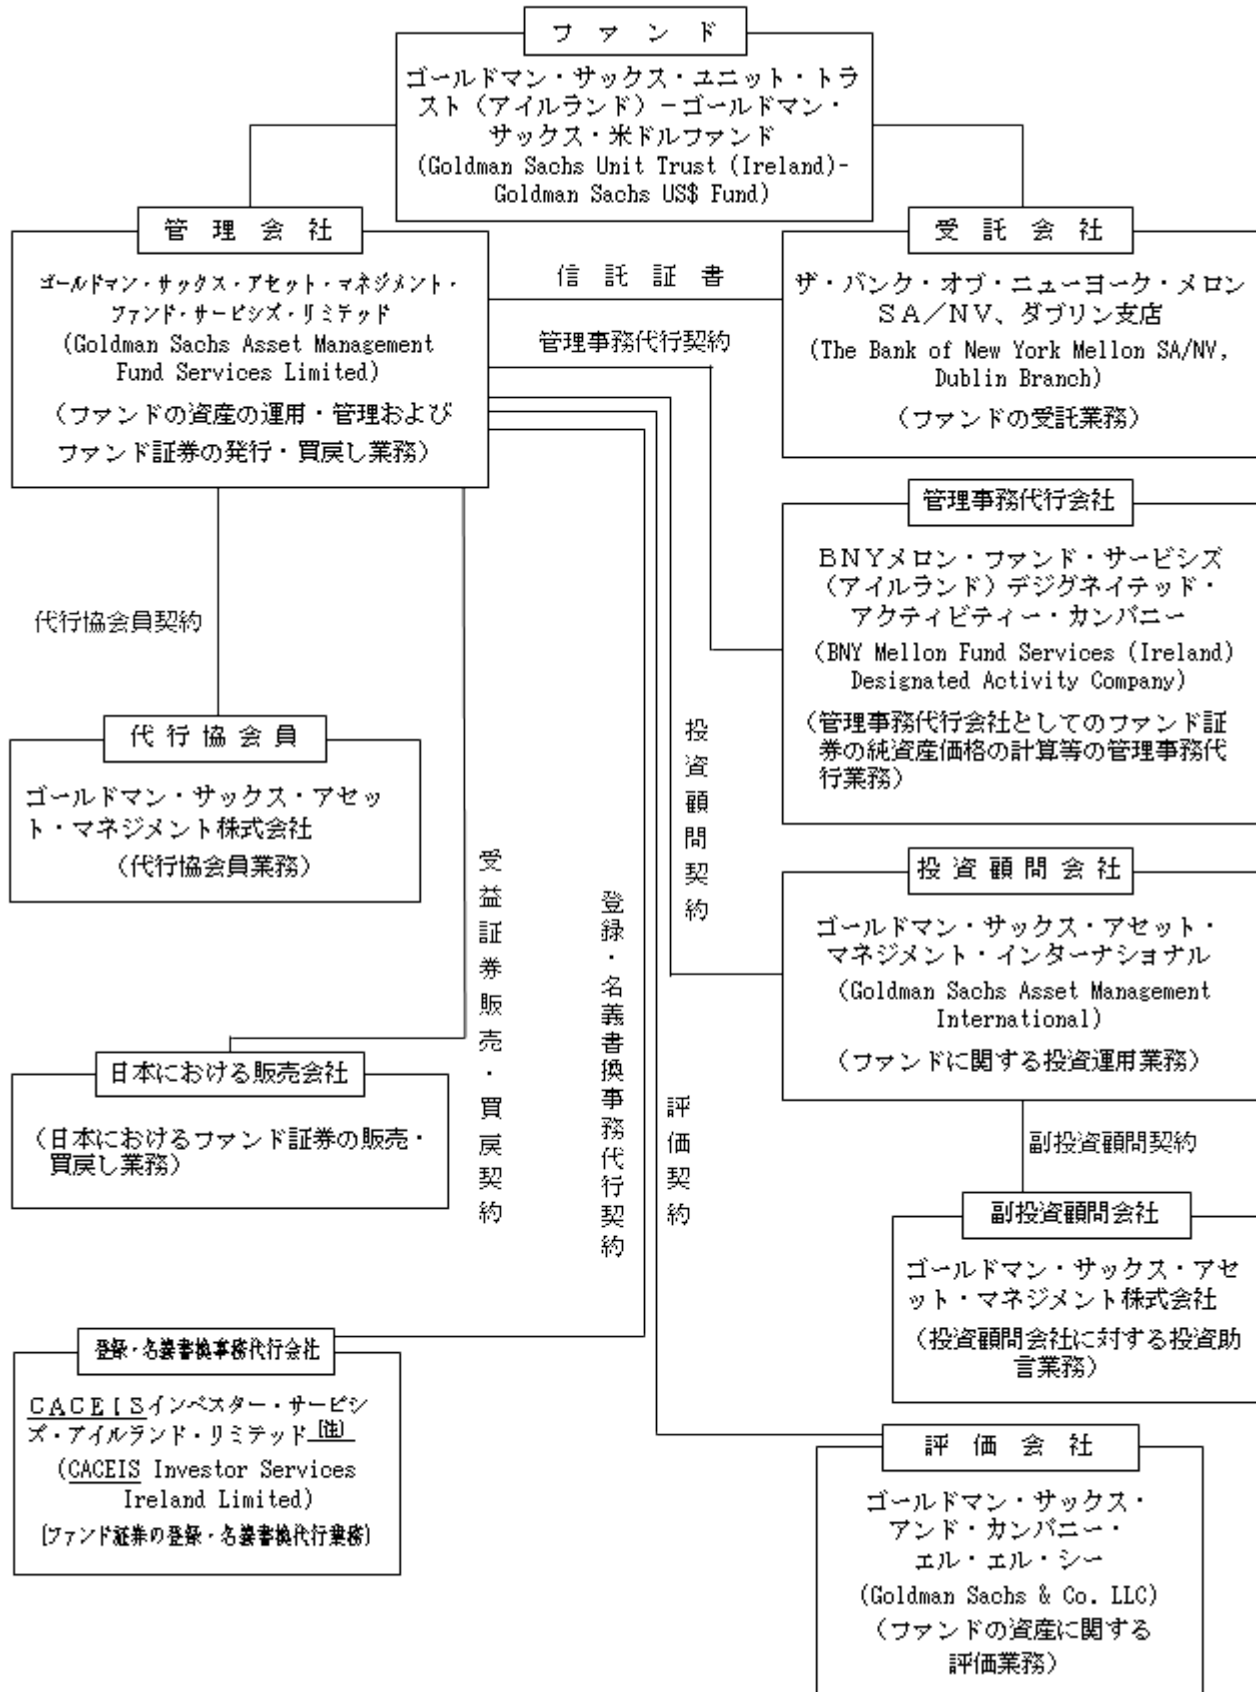 ファンド
ゴールドマン・サックス・ユニット・トラ
スト（アイルランド）－ゴールドマン・
サックス・米ドルファンド
(Goldman Sachs Unit Trust (Ireland)-
Goldman Sachs US$ Fund)
管理会社
ゴールドマン・サックス・アセット・マネジメント・
ファンド・サービシズ・リミテッド
(Goldman Sachs Asset Management
Fund Services Limited)
（ファンドの資産の運用・管理および
ファンド証券の発行・買戻し業務）
信託証書
管理事務代行契約
受託会社
ザ・バンク・オブ・ニューヨーク・メロン
ＳＡ／ＮＶ、ダブリン支店
(The Bank of New York Mellon SA/NV,
Dublin Branch)
（ファンドの受託業務）
管理事務代行会社
ＢＮＹメロン・ファンド・サービシズ
（アイルランド）デジグネイテッド・
アクティビティー・カンパニー
(BNY Mellon Fund Services (Ireland)
Designated Activity Company)
（管理事務代行会社としてのファンド証
券の純資産価格の計算等の管理事務代
行業務）
代行協会員契約
代行協会員
ゴールドマン・サックス・アセッ
ト・マネジメント株式会社
（代行協会員業務）
受益証券販売・買戻契約
登録・名義書換事務代行契約
投資顧問契約
評価契約
投資顧問会社
ゴールドマン・サックス・アセット・
マネジメント・インターナショナル
(Goldman Sachs Asset Management
International)
（ファンドに関する投資運用業務）
日本における販売会社
（日本におけるファンド証券の販売・
買戻し業務）
副投資顧問契約
副投資顧問会社
ゴールドマン・サックス・アセ
ット・マネジメント株式会社
（投資顧問会社に対する投資助
言業務）
登録・名義書換事務代行会社
ＣＡＣＥＩＳインベスター・サービシ
ズ・アイルランド・リミテッド（注）
(CACEIS Investor Services
Ireland Limited)
（ファンド証券の登録・名義書換代行業務）
評価会社
ゴールドマン・サックス・
アンド・カンパニー・
エル・エル・シー
(Goldman Sachs & Co. LLC)
（ファンドの資産に関する
評価業務）